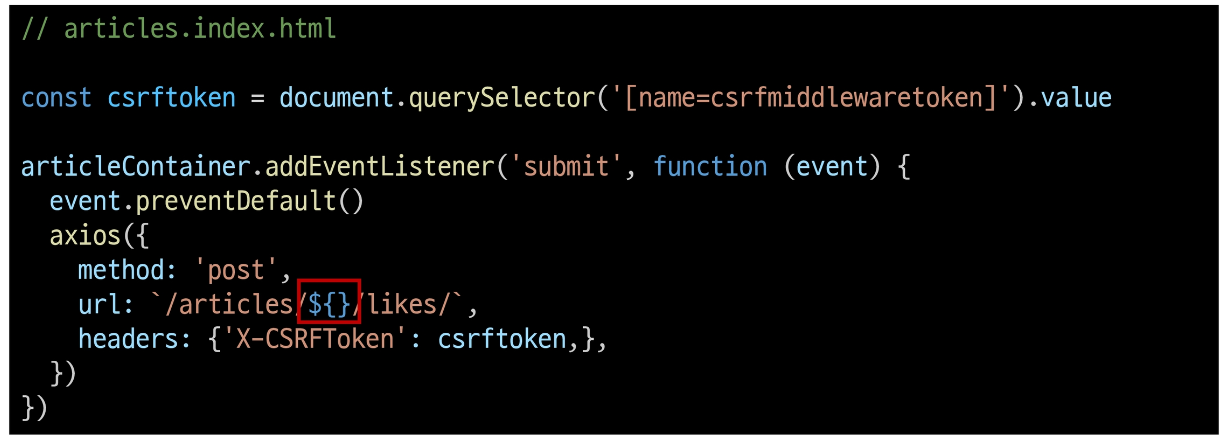 // articles.index.html
const csrftoken = document.querySelector('[name=csrfmiddlewaretoken]').value
articleContainer.addEventListener('submit', function (event) {
  event.preventDefault()
  axios({
    method: 'post',
    url: `/articles/${}/likes/`,
    headers: {'X-CSRFToken': csrftoken,},
  })
})